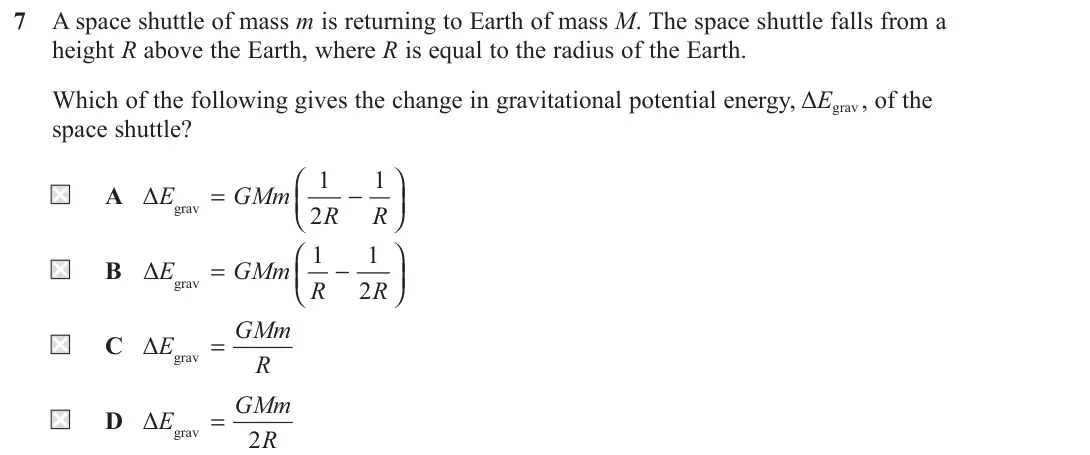 7 A space shuttle of mass m is returning to Earth of mass M. The space shuttle falls from a
height R above the Earth, where R is equal to the radius of the Earth.
Which of the following gives the change in gravitational potential energy, ΔE_grav, of the
space shuttle?
A ΔE_grav = GMm(1/2R − 1/R)
B ΔE_grav = GMm(1/R − 1/2R)
C ΔE_grav = GMm/R
D ΔE_grav = GMm/2R